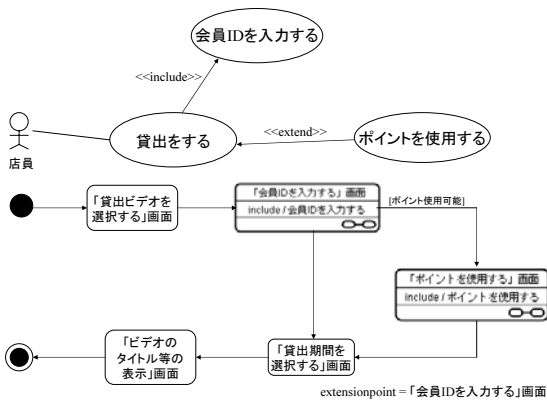 会員IDを入力する
<<include>>
貸出をする
<<extend>>
ポイントを使用する
店員
「貸出ビデオを
選択する」画面
「会員IDを入力する」画面
include / 会員IDを入力する
[ポイント使用可能]
「ポイントを使用する」画面
include / ポイントを使用する
「ビデオの
タイトル等の
表示」画面
「貸出期間を
選択する」画面
extensionpoint = 「会員IDを入力する」画面